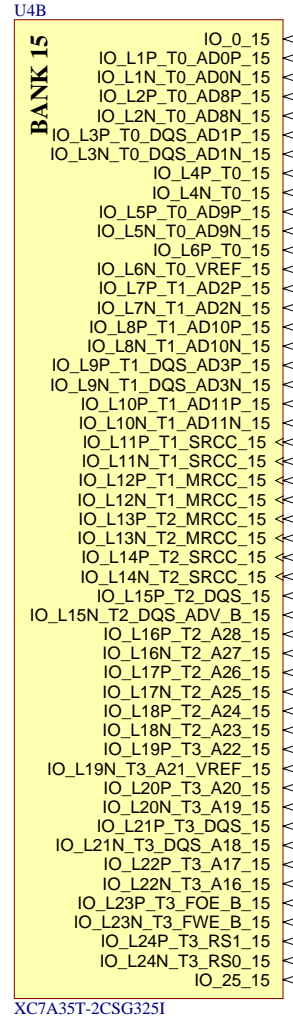 U4B
BANK 15
IO_0_15
IO_L1P_T0_AD0P_15
IO_L1N_T0_AD0N_15
IO_L2P_T0_AD8P_15
IO_L2N_T0_AD8N_15
IO_L3P_T0_DQS_AD1P_15
IO_L3N_T0_DQS_AD1N_15
IO_L4P_T0_15
IO_L4N_T0_15
IO_L5P_T0_AD9P_15
IO_L5N_T0_AD9N_15
IO_L6P_T0_15
IO_L6N_T0_VREF_15
IO_L7P_T1_AD2P_15
IO_L7N_T1_AD2N_15
IO_L8P_T1_AD10P_15
IO_L8N_T1_AD10N_15
IO_L9P_T1_DQS_AD3P_15
IO_L9N_T1_DQS_AD3N_15
IO_L10P_T1_AD11P_15
IO_L10N_T1_AD11N_15
IO_L11P_T1_SRCC_15
IO_L11N_T1_SRCC_15
IO_L12P_T1_MRCC_15
IO_L12N_T1_MRCC_15
IO_L13P_T2_MRCC_15
IO_L13N_T2_MRCC_15
IO_L14P_T2_SRCC_15
IO_L14N_T2_SRCC_15
IO_L15P_T2_DQS_15
IO_L15N_T2_DQS_ADV_B_15
IO_L16P_T2_A28_15
IO_L16N_T2_A27_15
IO_L17P_T2_A26_15
IO_L17N_T2_A25_15
IO_L18P_T2_A24_15
IO_L18N_T2_A23_15
IO_L19P_T3_A22_15
IO_L19N_T3_A21_VREF_15
IO_L20P_T3_A20_15
IO_L20N_T3_A19_15
IO_L21P_T3_DQS_15
IO_L21N_T3_DQS_A18_15
IO_L22P_T3_A17_15
IO_L22N_T3_A16_15
IO_L23P_T3_FOE_B_15
IO_L23N_T3_FWE_B_15
IO_L24P_T3_RS1_15
IO_L24N_T3_RS0_15
IO_25_15
XC7A35T-2CSG325I